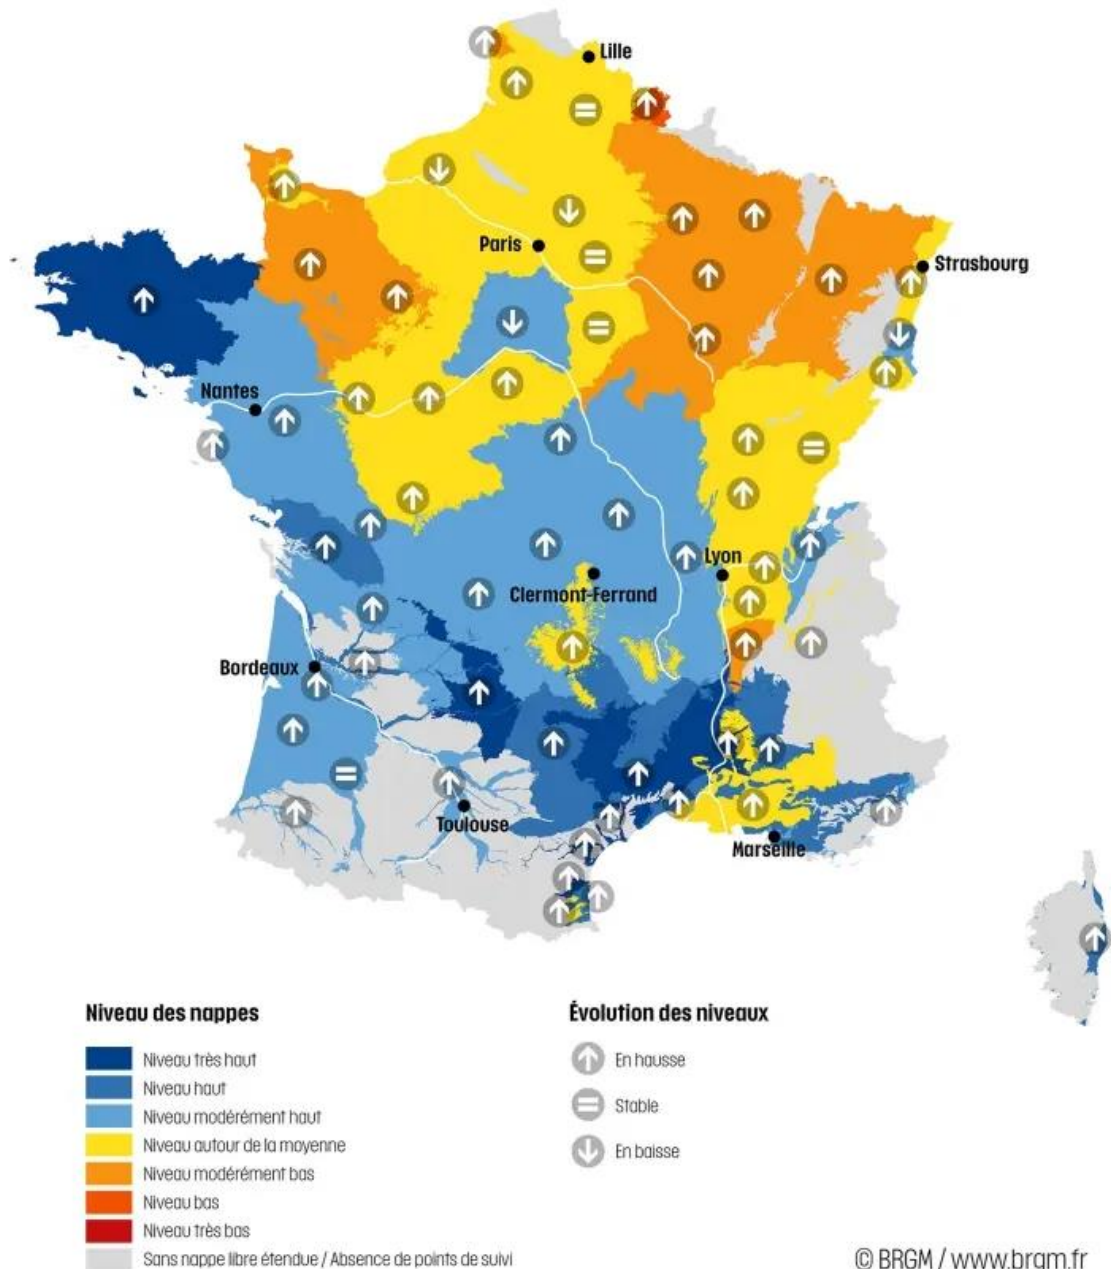 Lille
Paris
Strasbourg
Nantes
Lyon
Clermont-Ferrand
Bordeaux
Toulouse
Marseille
Niveau des nappes
Niveau très haut
Niveau haut
Niveau modérément haut
Niveau autour de la moyenne
Niveau modérément bas
Niveau bas
Niveau très bas
Sans nappe libre étendue / Absence de points de suivi
Évolution des niveaux
En hausse
Stable
En baisse
© BRGM / www.brgm.fr